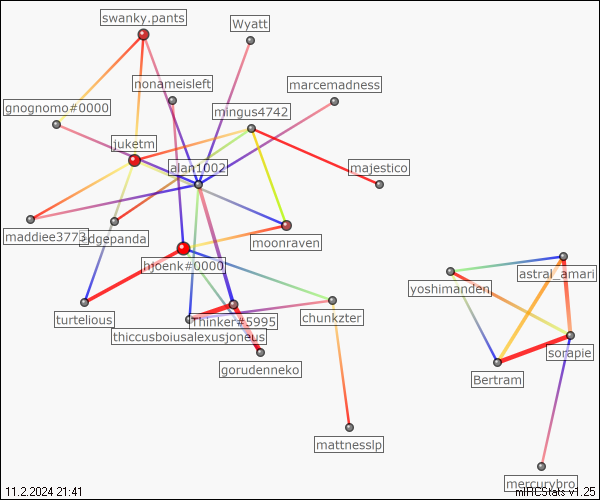 swanky.pants
Wyatt
nonameisleft
marcemadness
gnognomo#0000
mingus4742
juketm
alan1002
majestico
maddiee3773
edgepanda
moonraven
hjoenk#0000
astral_amari
yoshimanden
turtelious
Thinker#5995
chunkzter
thiccusboiusalexusjoneus
sorapie
gorudenneko
Bertram
mattnesslp
mercurybro
11.2.2024 21:41
mIRCStats v1.25